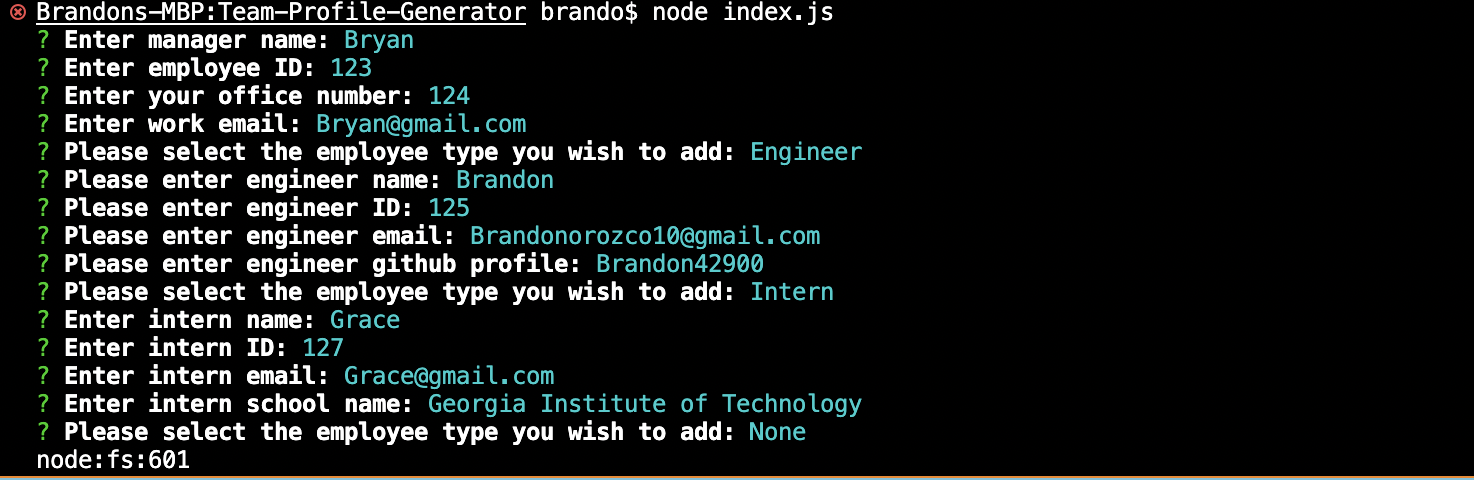 Brandons-MBP:Team-Profile-Generator brando$ node index.js
? Enter manager name: Bryan
? Enter employee ID: 123
? Enter your office number: 124
? Enter work email: Bryan@gmail.com
? Please select the employee type you wish to add: Engineer
? Please enter engineer name: Brandon
? Please enter engineer ID: 125
? Please enter engineer email: Brandonorozco10@gmail.com
? Please enter engineer github profile: Brandon42900
? Please select the employee type you wish to add: Intern
? Enter intern name: Grace
? Enter intern ID: 127
? Enter intern email: Grace@gmail.com
? Enter intern school name: Georgia Institute of Technology
? Please select the employee type you wish to add: None
node:fs:601